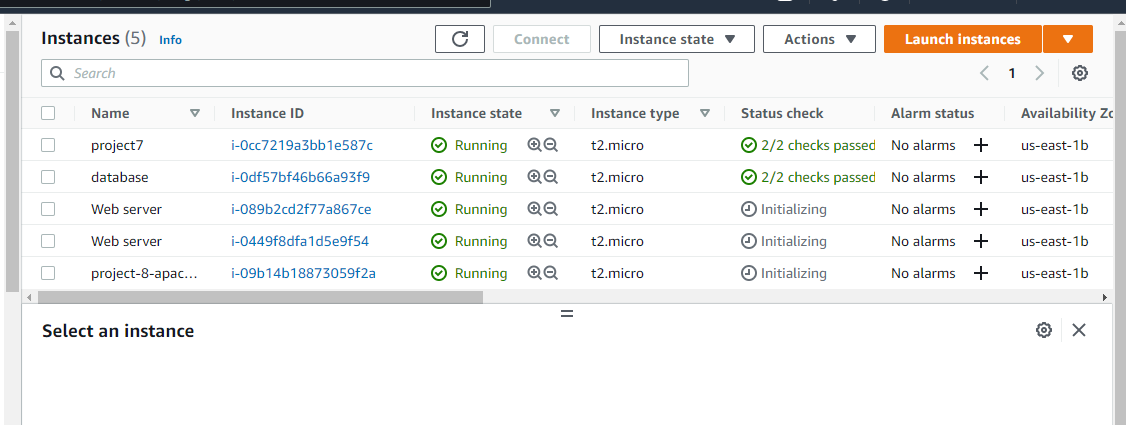 Instances (5) Info Connect Instance state Actions Launch instances
Search 1
Name Instance ID Instance state Instance type Status check Alarm status Availability Zo
project7 i-0cc7219a3bb1e587c Running t2.micro 2/2 checks passed No alarms us-east-1b
database i-0df57bf46b66a93f9 Running t2.micro 2/2 checks passed No alarms us-east-1b
Web server i-089b2cd2f77a867ce Running t2.micro Initializing No alarms us-east-1b
Web server i-0449f8dfa1d5e9f54 Running t2.micro Initializing No alarms us-east-1b
project-8-apac... i-09b14b18873059f2a Running t2.micro Initializing No alarms us-east-1b
Select an instance